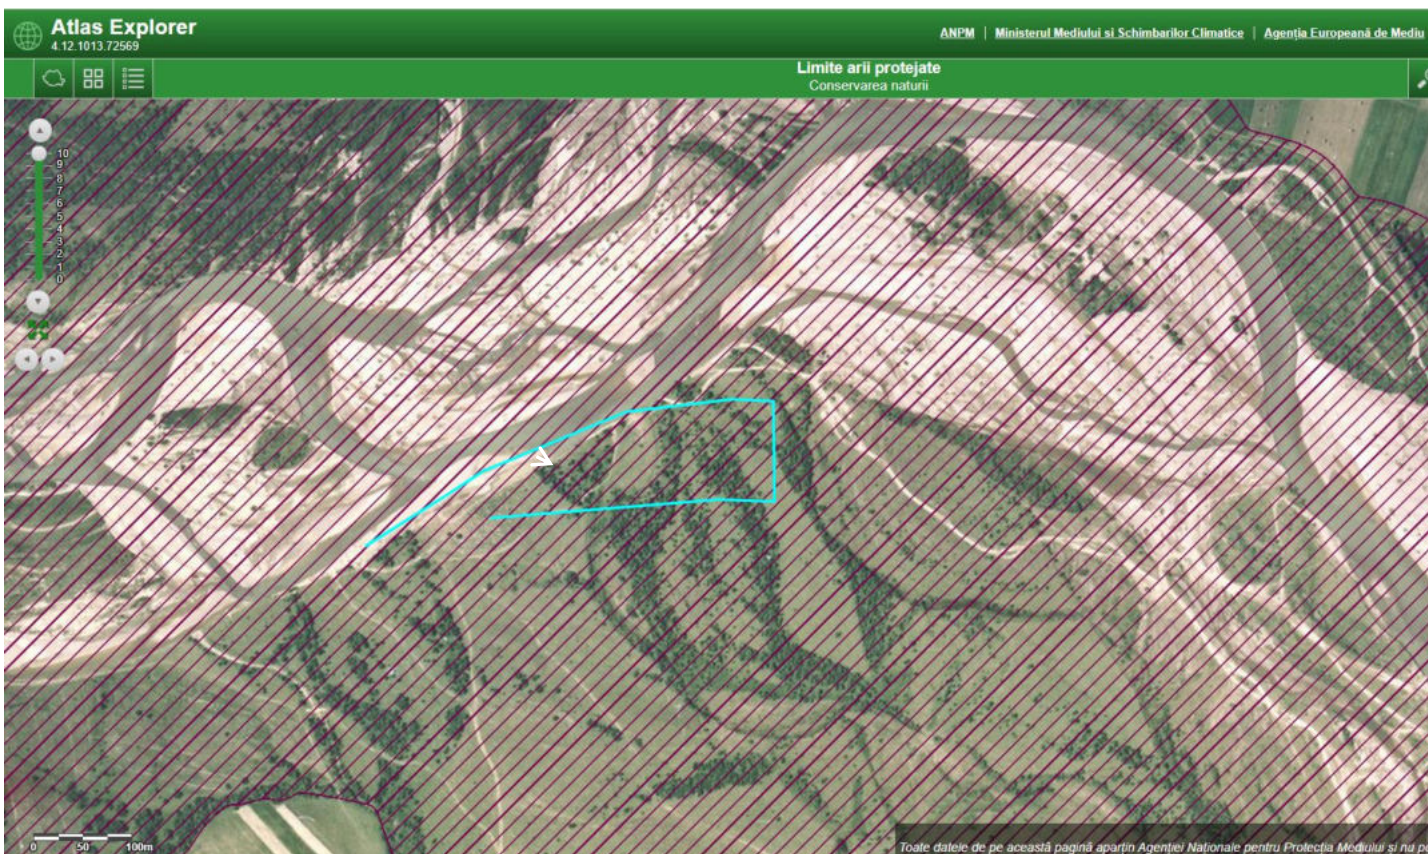 Atlas Explorer
4.12.1013.72569
ANPM | Ministerul Mediului si Schimbarilor Climatice | Agenția Europeană de Mediu
Limite arii protejate
Conservarea naturii
10
9
8
7
6
5
4
3
2
1
0
0 50 100m
Toate datele de pe această pagină aparțin Agenției Naționale pentru Protecția Mediului și nu p